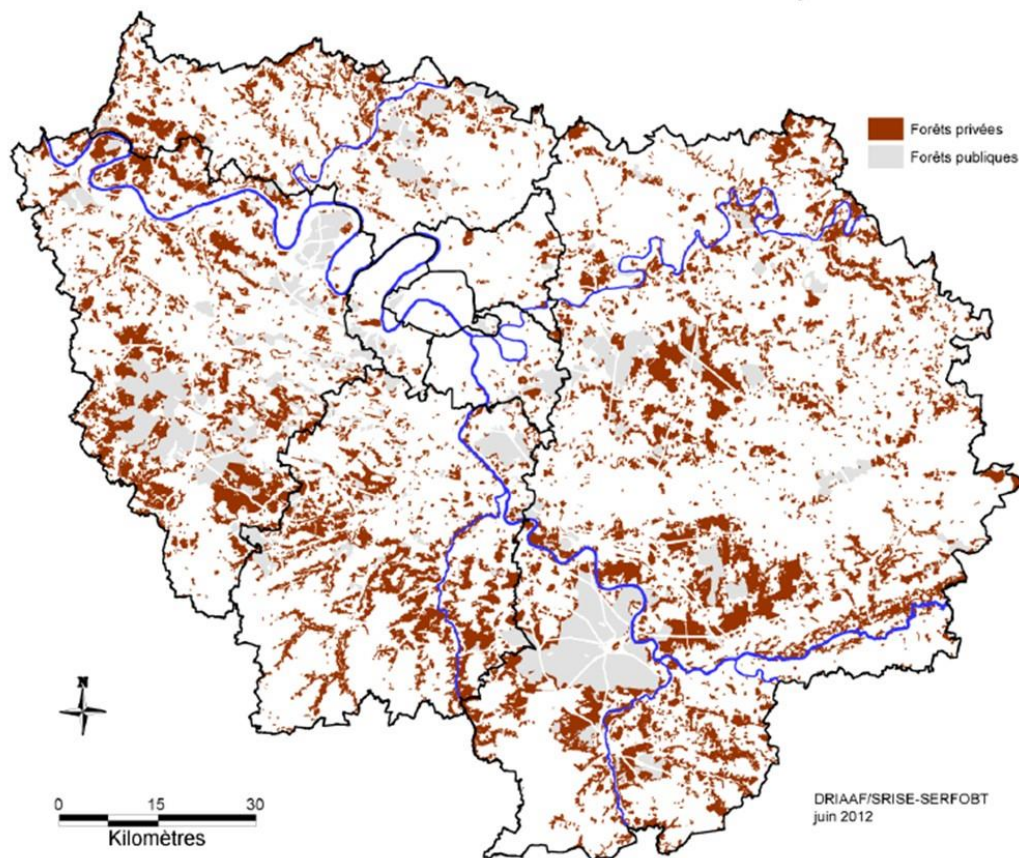 Forêts privées
Forêts publiques
N
0 15 30
Kilomètres
DRIAAF/SRISE-SERFOBT
juin 2012